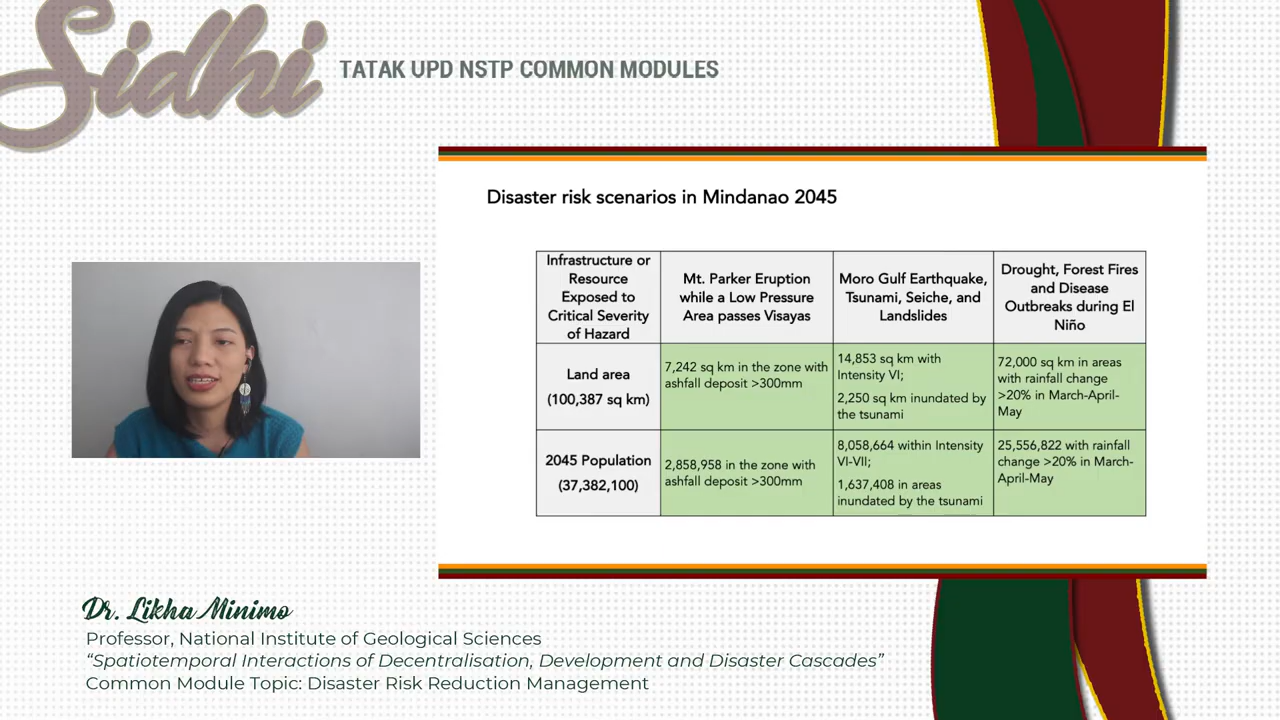 Sidhi
TATAK UPD NSTP COMMON MODULES
Disaster risk scenarios in Mindanao 2045
Infrastructure or
Resource
Exposed to
Critical Severity
of Hazard
Mt. Parker Eruption
while a Low Pressure
Area passes Visayas
Moro Gulf Earthquake,
Tsunami, Seiche, and
Landslides
Drought, Forest Fires
and Disease
Outbreaks during El
Niño
Land area
(100,387 sq km)
7,242 sq km in the zone with
ashfall deposit >300mm
14,853 sq km with
Intensity VI;
2,250 sq km inundated by
the tsunami
72,000 sq km in areas
with rainfall change
>20% in March-April-
May
2045 Population
(37,382,100)
2,858,958 in the zone with
ashfall deposit >300mm
8,058,664 within Intensity
VI-VII;
1,637,408 in areas
inundated by the tsunami
25,556,822 with rainfall
change >20% in March-
April-May
Dr. Likha Minimo
Professor, National Institute of Geological Sciences
“Spatiotemporal Interactions of Decentralisation, Development and Disaster Cascades”
Common Module Topic: Disaster Risk Reduction Management